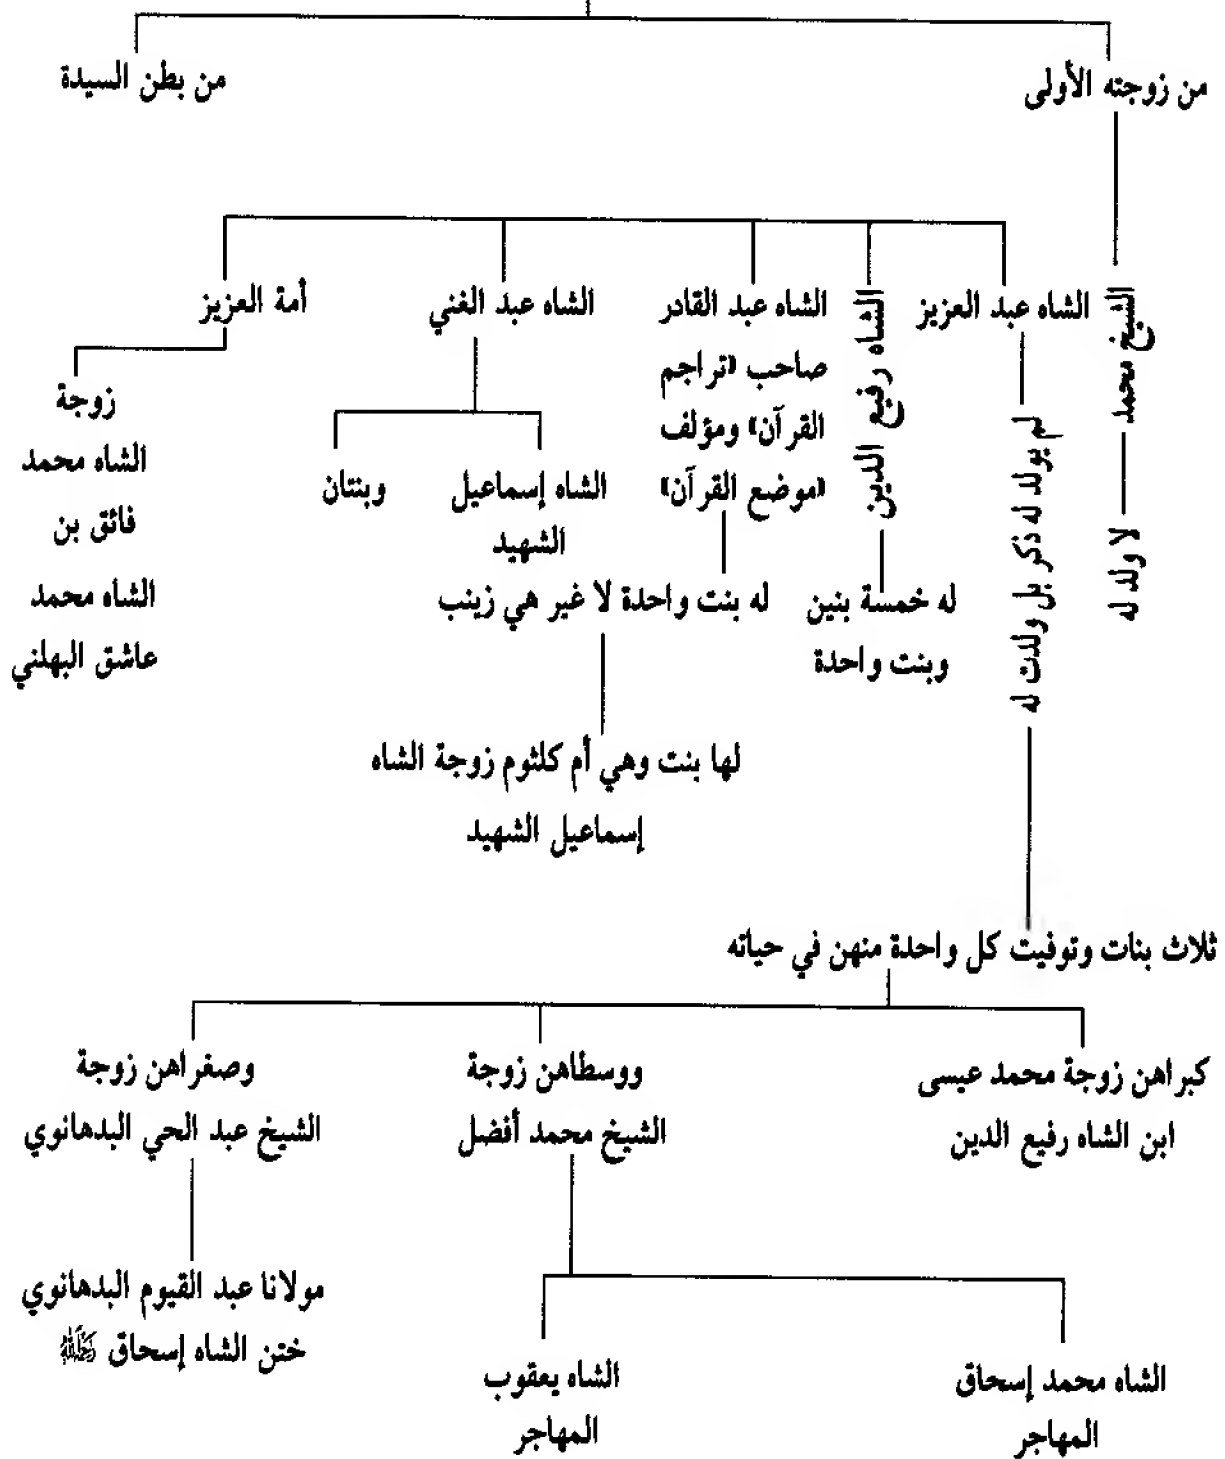 من زوجته الأولى
من بطن السيدة
الشيخ محمد
لا ولد له
الشاه عبد العزيز
لم يولد له ذكر بل ولدت له
الشاه رفيع الدين
له خمسة بنين
وبنت واحدة
الشاه عبد القادر
صاحب «تراجم
القرآن» ومؤلف
«موضع القرآن»
له بنت واحدة لا غير هي زينب
لها بنت وهي أم كلثوم زوجة الشاه
إسماعيل الشهيد
الشاه عبد الغني
الشاه إسماعيل
الشهيد
وبنتان
أمة العزيز
زوجة
الشاه محمد
فائق بن
الشاه محمد
عاشق البهلني
ثلاث بنات وتوفيت كل واحدة منهن في حياته
كبراهن زوجة محمد عيسى
ابن الشاه رفيع الدين
ووسطاهن زوجة
الشيخ محمد أفضل
وصغراهن زوجة
الشيخ عبد الحي البدهانوي
الشاه محمد إسحاق
المهاجر
الشاه يعقوب
المهاجر
مولانا عبد القيوم البدهانوي
ختن الشاه إسحاق رحمه الله